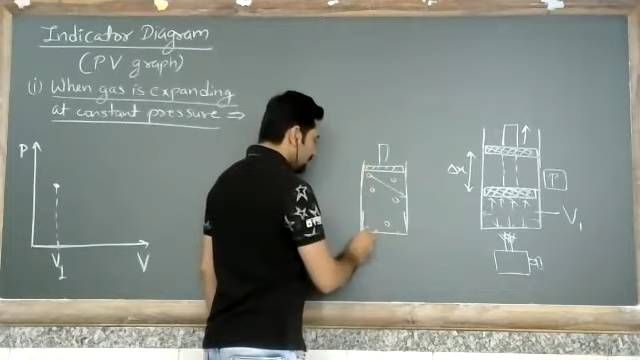 Indicator Diagram
(PV graph)
(i) When gas is expanding
at constant pressure ⇒
P
V₁
V
Δx
P
V₁